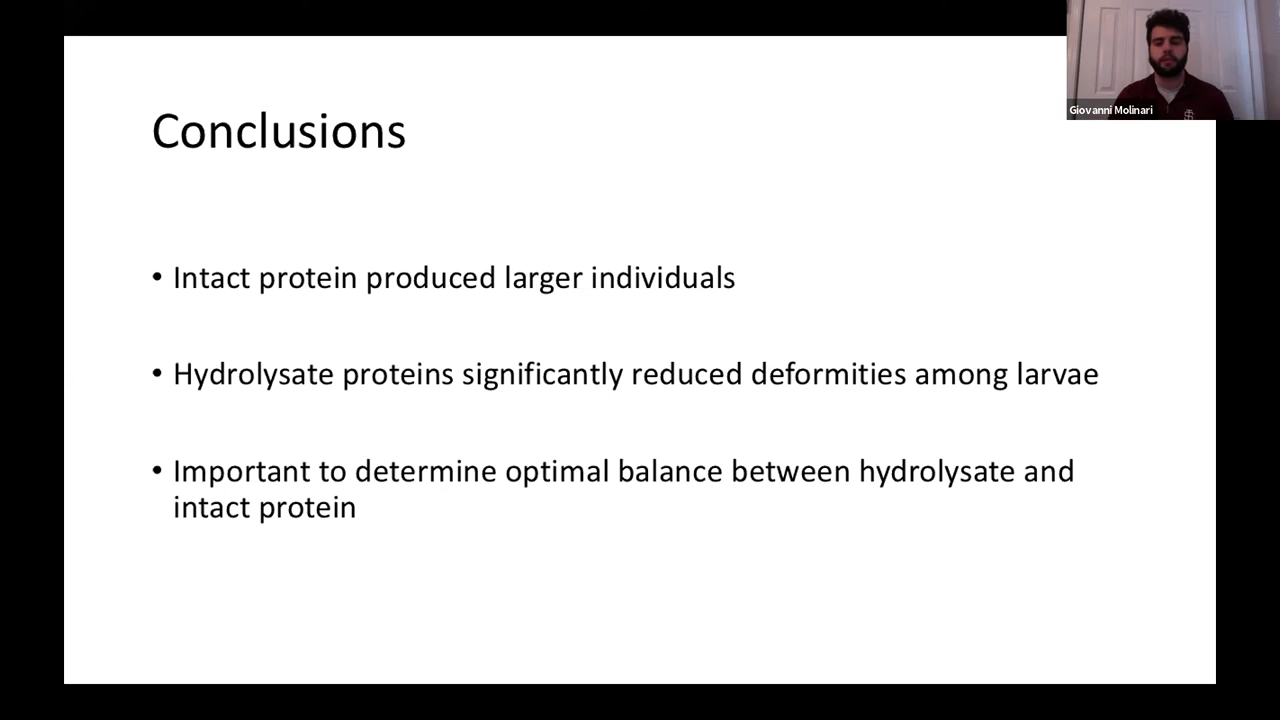 Giovanni Molinari
Conclusions
• Intact protein produced larger individuals
• Hydrolysate proteins significantly reduced deformities among larvae
• Important to determine optimal balance between hydrolysate and
intact protein